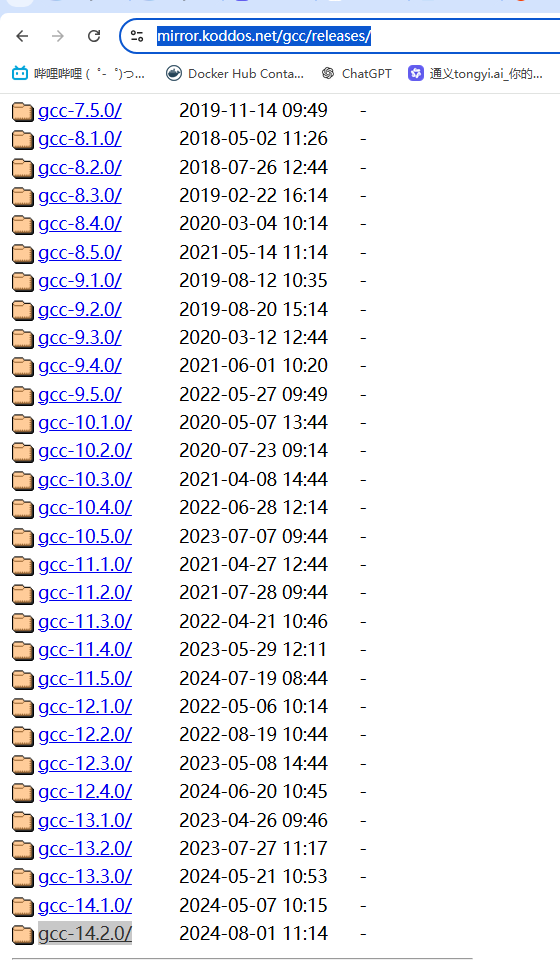 mirror.koddos.net/gcc/releases/
哔哩哔哩 (゜-゜)つ... Docker Hub Conta... ChatGPT 通义tongyi.ai_你的...
gcc-7.5.0/ 2019-11-14 09:49 -
gcc-8.1.0/ 2018-05-02 11:26 -
gcc-8.2.0/ 2018-07-26 12:44 -
gcc-8.3.0/ 2019-02-22 16:14 -
gcc-8.4.0/ 2020-03-04 10:14 -
gcc-8.5.0/ 2021-05-14 11:14 -
gcc-9.1.0/ 2019-08-12 10:35 -
gcc-9.2.0/ 2019-08-20 15:14 -
gcc-9.3.0/ 2020-03-12 12:44 -
gcc-9.4.0/ 2021-06-01 10:20 -
gcc-9.5.0/ 2022-05-27 09:49 -
gcc-10.1.0/ 2020-05-07 13:44 -
gcc-10.2.0/ 2020-07-23 09:14 -
gcc-10.3.0/ 2021-04-08 14:44 -
gcc-10.4.0/ 2022-06-28 12:14 -
gcc-10.5.0/ 2023-07-07 09:44 -
gcc-11.1.0/ 2021-04-27 12:44 -
gcc-11.2.0/ 2021-07-28 09:44 -
gcc-11.3.0/ 2022-04-21 10:46 -
gcc-11.4.0/ 2023-05-29 12:11 -
gcc-11.5.0/ 2024-07-19 08:44 -
gcc-12.1.0/ 2022-05-06 10:14 -
gcc-12.2.0/ 2022-08-19 10:44 -
gcc-12.3.0/ 2023-05-08 14:44 -
gcc-12.4.0/ 2024-06-20 10:45 -
gcc-13.1.0/ 2023-04-26 09:46 -
gcc-13.2.0/ 2023-07-27 11:17 -
gcc-13.3.0/ 2024-05-21 10:53 -
gcc-14.1.0/ 2024-05-07 10:15 -
gcc-14.2.0/ 2024-08-01 11:14 -